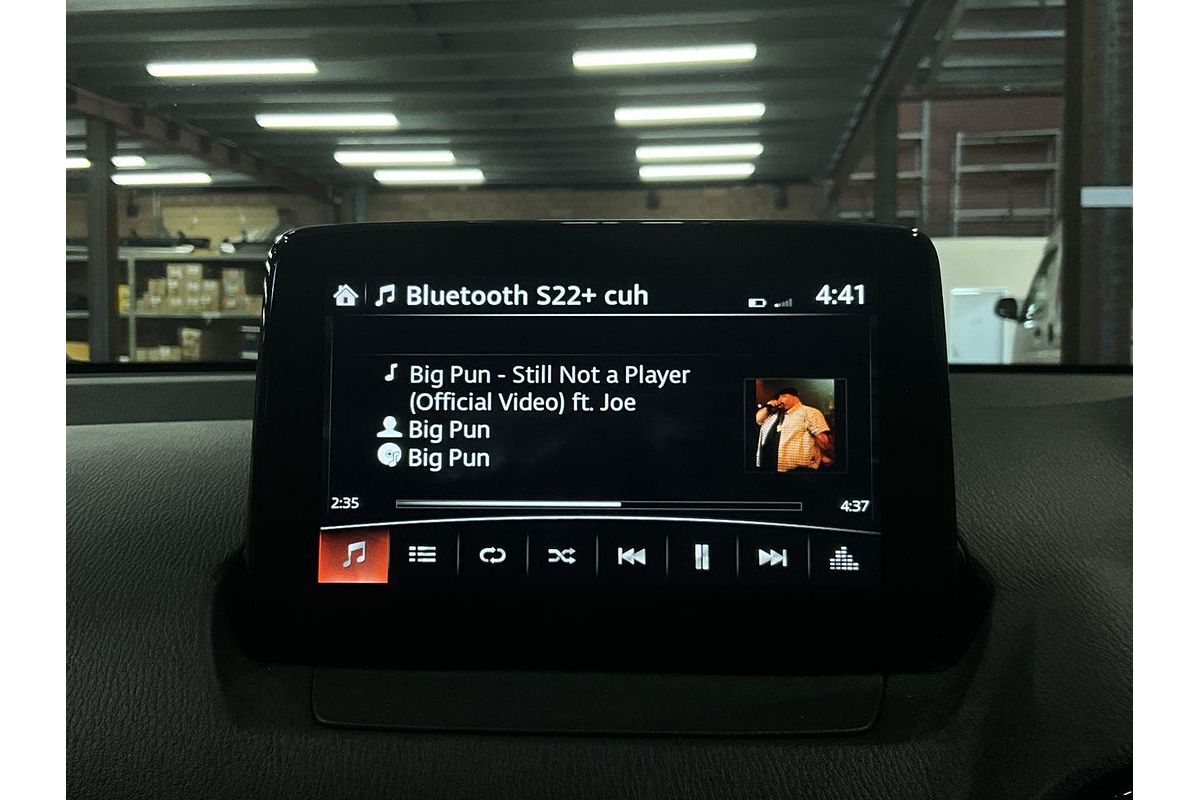 Bluetooth S22+ cuh
4:41
Big Pun - Still Not a Player
(Official Video) ft. Joe
Big Pun
Big Pun
2:35
4:37